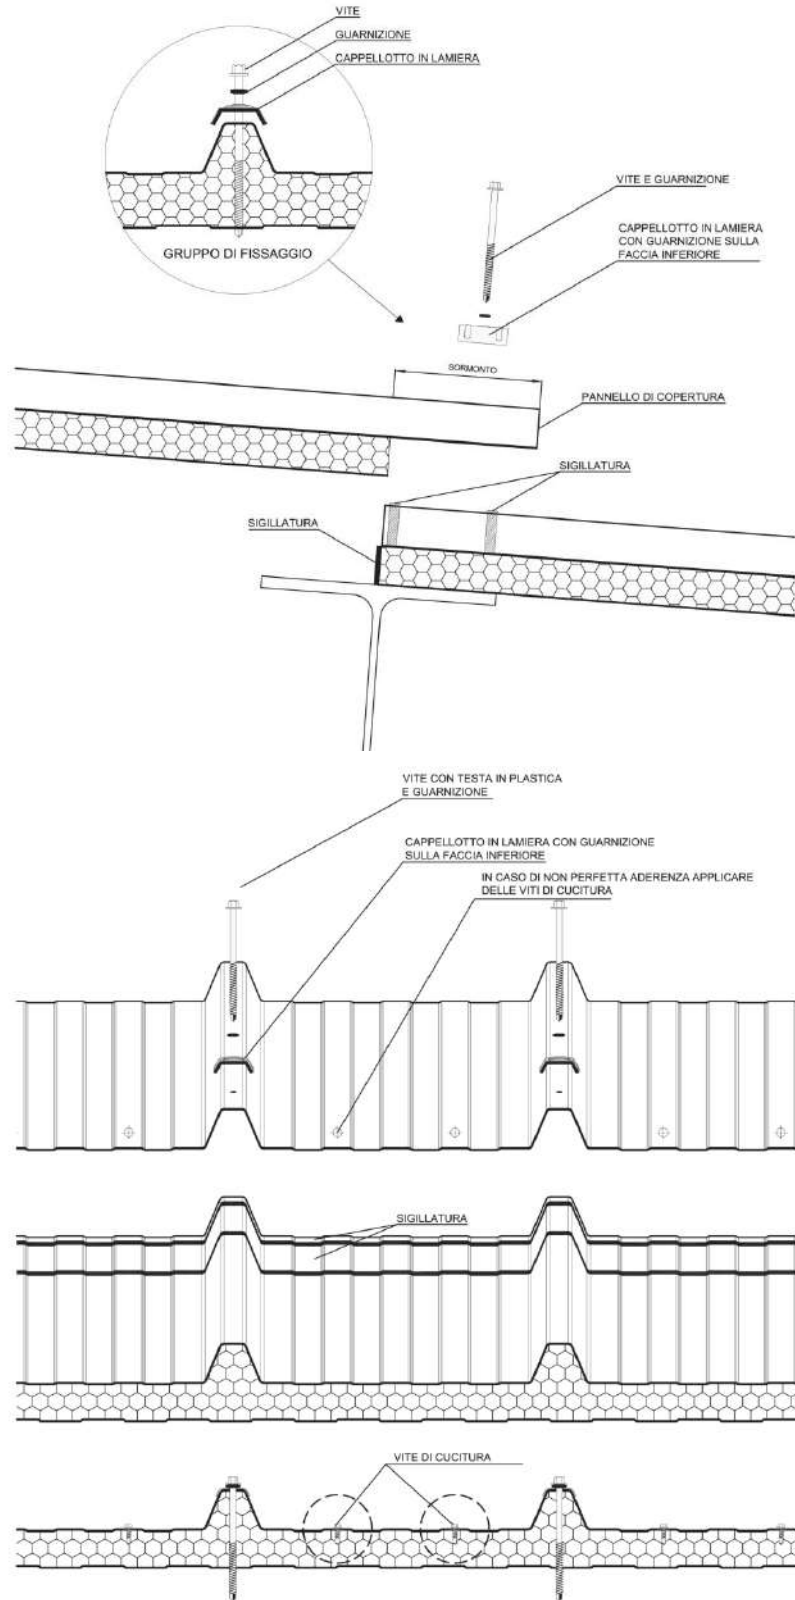 VITE
GUARNIZIONE
CAPPELLOTTO IN LAMIERA
GRUPPO DI FISSAGGIO
VITE E GUARNIZIONE
CAPPELLOTTO IN LAMIERA
CON GUARNIZIONE SULLA
FACCIA INFERIORE
SORMONTO
PANNELLO DI COPERTURA
SIGILLATURA
SIGILLATURA
VITE CON TESTA IN PLASTICA
E GUARNIZIONE
CAPPELLOTTO IN LAMIERA CON GUARNIZIONE
SULLA FACCIA INFERIORE
IN CASO DI NON PERFETTA ADERENZA APPLICARE
DELLE VITI DI CUCITURA
SIGILLATURA
VITE DI CUCITURA